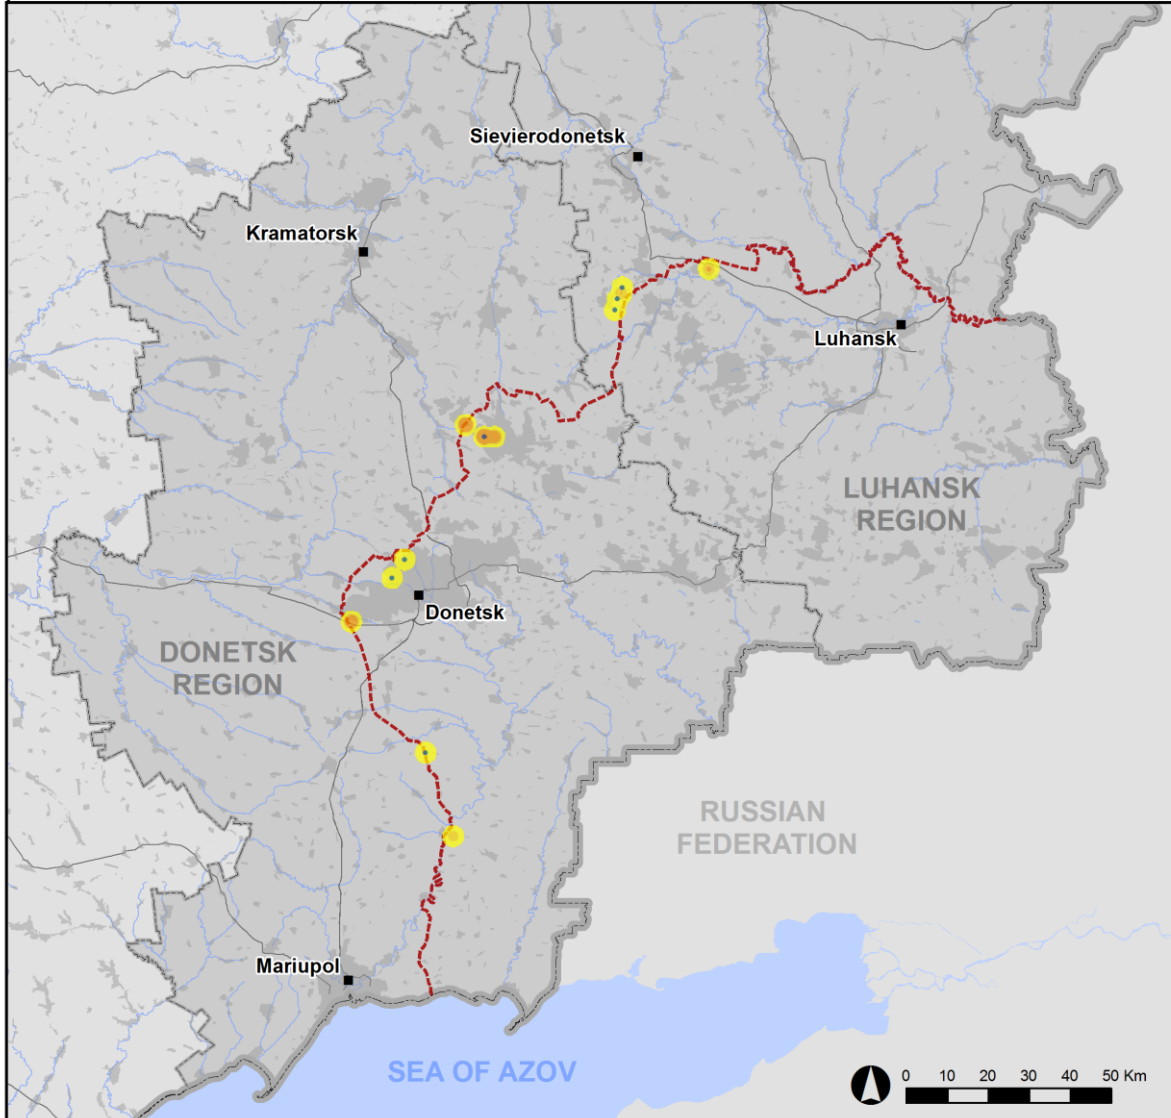 Sievierodonetsk
Kramatorsk
Luhansk
LUHANSK
REGION
Donetsk
DONETSK
REGION
RUSSIAN
FEDERATION
Mariupol
SEA OF AZOV
0 10 20 30 40 50 Km